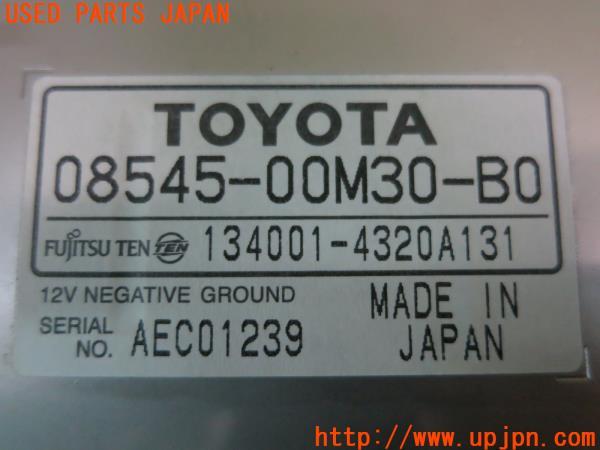 USED PARTS JAPAN
TOYOTA
08545-00M30-B0
FUJITSU TEN TEN 134001-4320A131
12V NEGATIVE GROUND
SERIAL NO. AEC01239
MADE IN JAPAN
http://www.upjpn.com